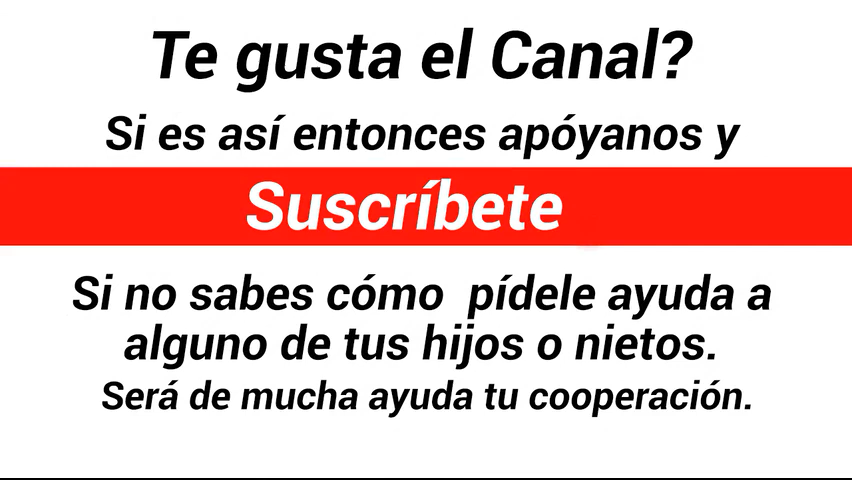 Te gusta el Canal?
Si es así entonces apóyanos y
Suscríbete
Si no sabes cómo pídele ayuda a
alguno de tus hijos o nietos.
Será de mucha ayuda tu cooperación.